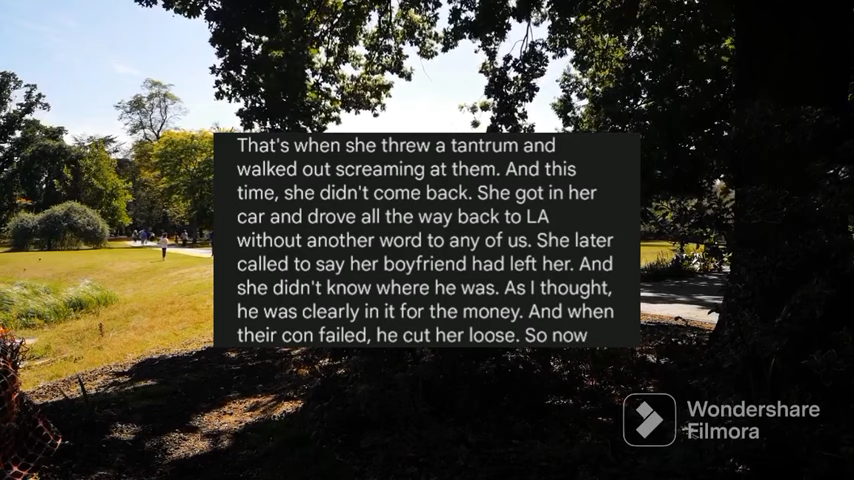 That's when she threw a tantrum and
walked out screaming at them. And this
time, she didn't come back. She got in her
car and drove all the way back to LA
without another word to any of us. She later
called to say her boyfriend had left her. And
she didn't know where he was. As I thought,
he was clearly in it for the money. And when
their con failed, he cut her loose. So now
Wondershare
Filmora